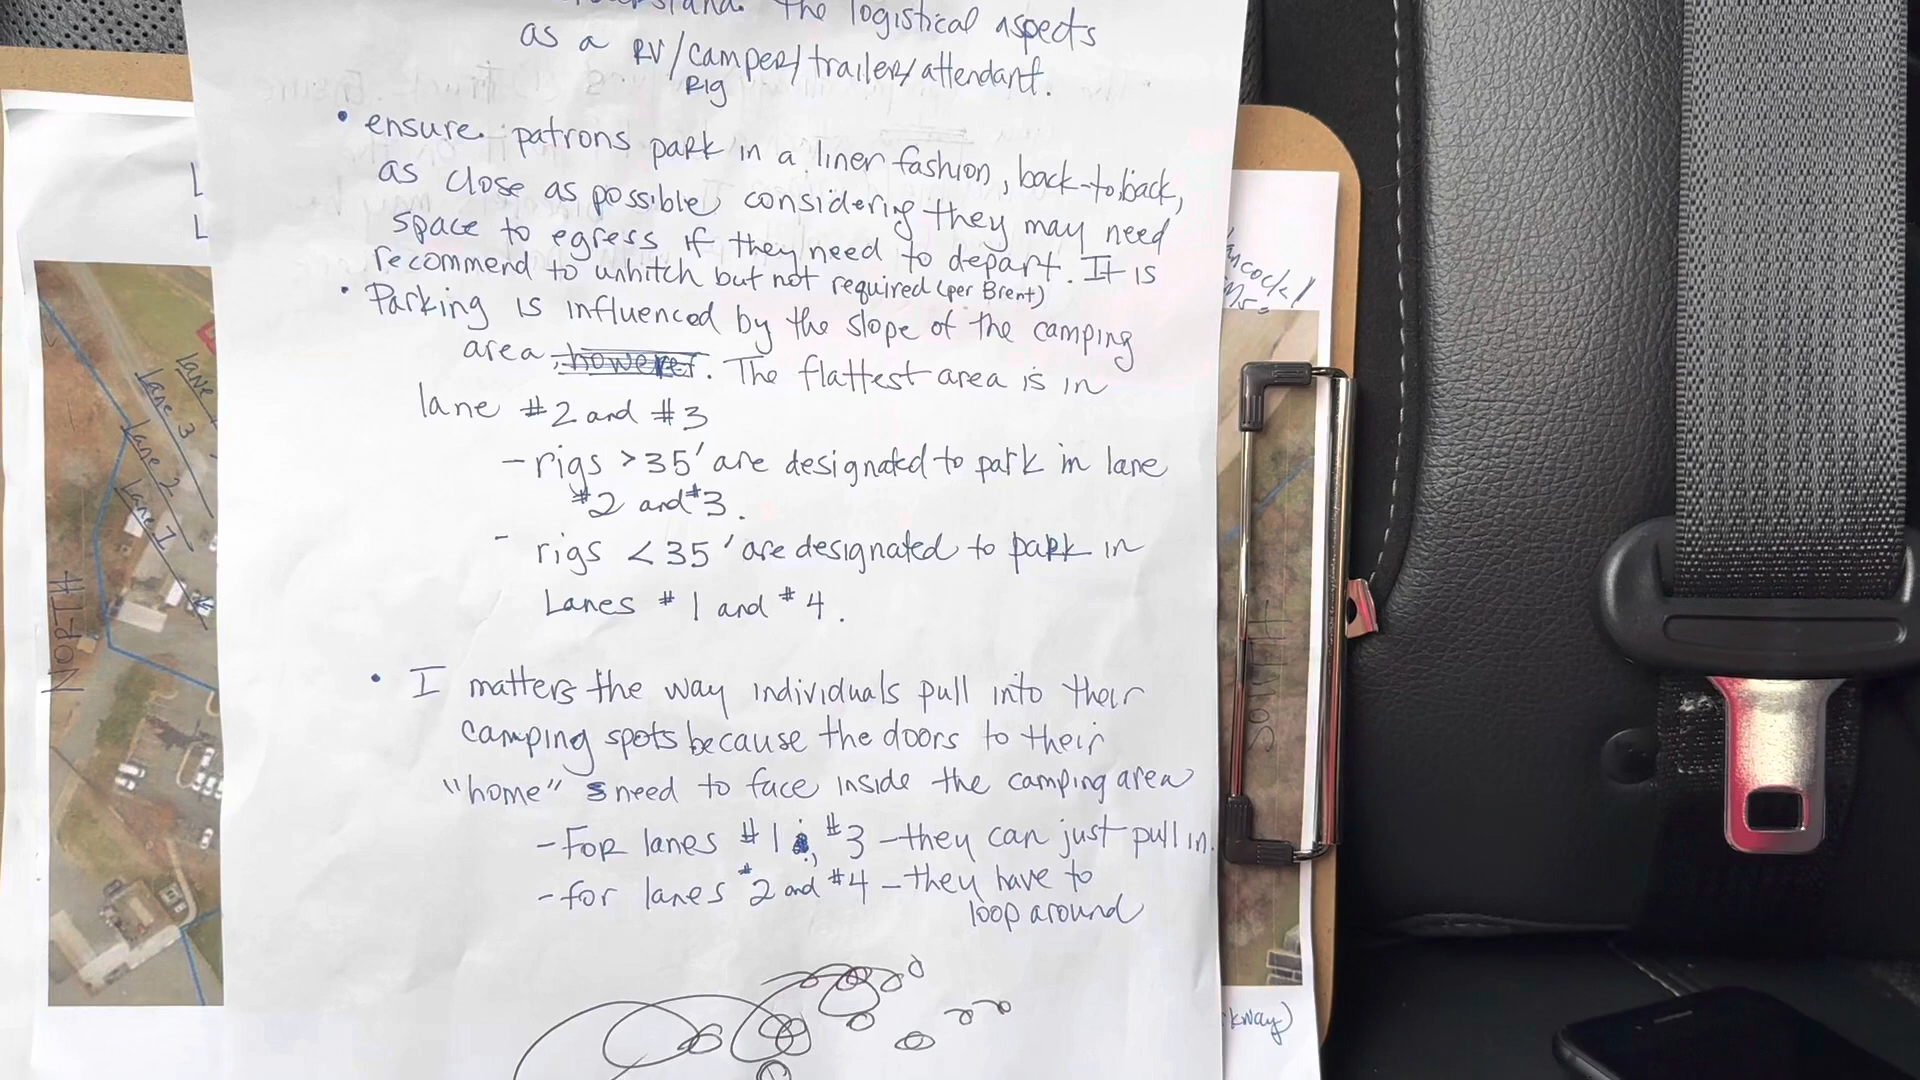 the logistical aspects
as a RV/camper/trailer/attendant.
Rig
• ensure patrons park in a liner fashion, back-to-back,
as close as possible considering they may need
space to egress if they need to depart. It is
recommend to unhitch but not required (per Brent)
• Parking is influenced by the slope of the camping
area, however. The flattest area is in
lane #2 and #3
- rigs >35' are designated to park in lane
#2 and #3.
- rigs <35' are designated to park in
Lanes #1 and #4.
• I matters the way individuals pull into their
camping spots because the doors to their
"home" s need to face inside the camping area
- For lanes #1, #3 - they can just pull in.
- for lanes #2 and #4 - they have to
loop around
L
L
Lane
Lane 3
Lane 2
Lane 1
NORTH
SOUTH
kway)